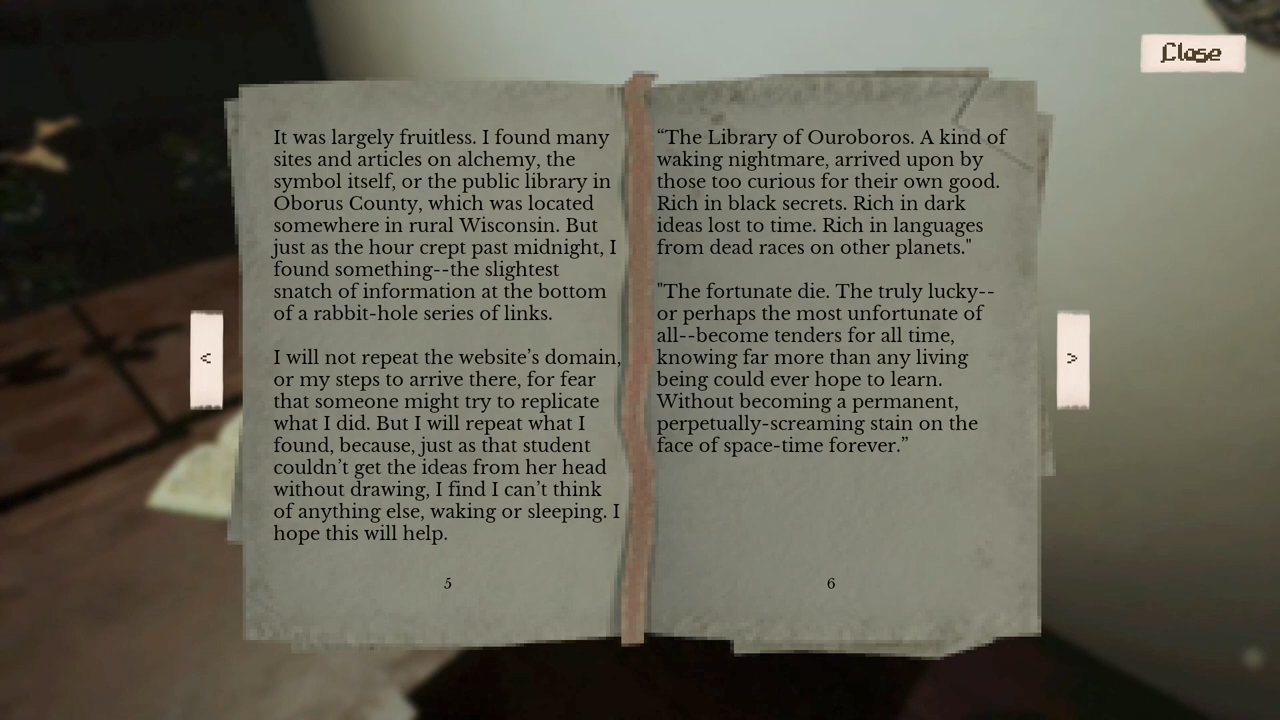 Close
It was largely fruitless. I found many
sites and articles on alchemy, the
symbol itself, or the public library in
Oborus County, which was located
somewhere in rural Wisconsin. But
just as the hour crept past midnight, I
found something--the slightest
snatch of information at the bottom
of a rabbit-hole series of links.
I will not repeat the website’s domain,
or my steps to arrive there, for fear
that someone might try to replicate
what I did. But I will repeat what I
found, because, just as that student
couldn’t get the ideas from her head
without drawing, I find I can’t think
of anything else, waking or sleeping. I
hope this will help.
5
“The Library of Ouroboros. A kind of
waking nightmare, arrived upon by
those too curious for their own good.
Rich in black secrets. Rich in dark
ideas lost to time. Rich in languages
from dead races on other planets."
"The fortunate die. The truly lucky--
or perhaps the most unfortunate of
all--become tenders for all time,
knowing far more than any living
being could ever hope to learn.
Without becoming a permanent,
perpetually-screaming stain on the
face of space-time forever.”
6
<
>